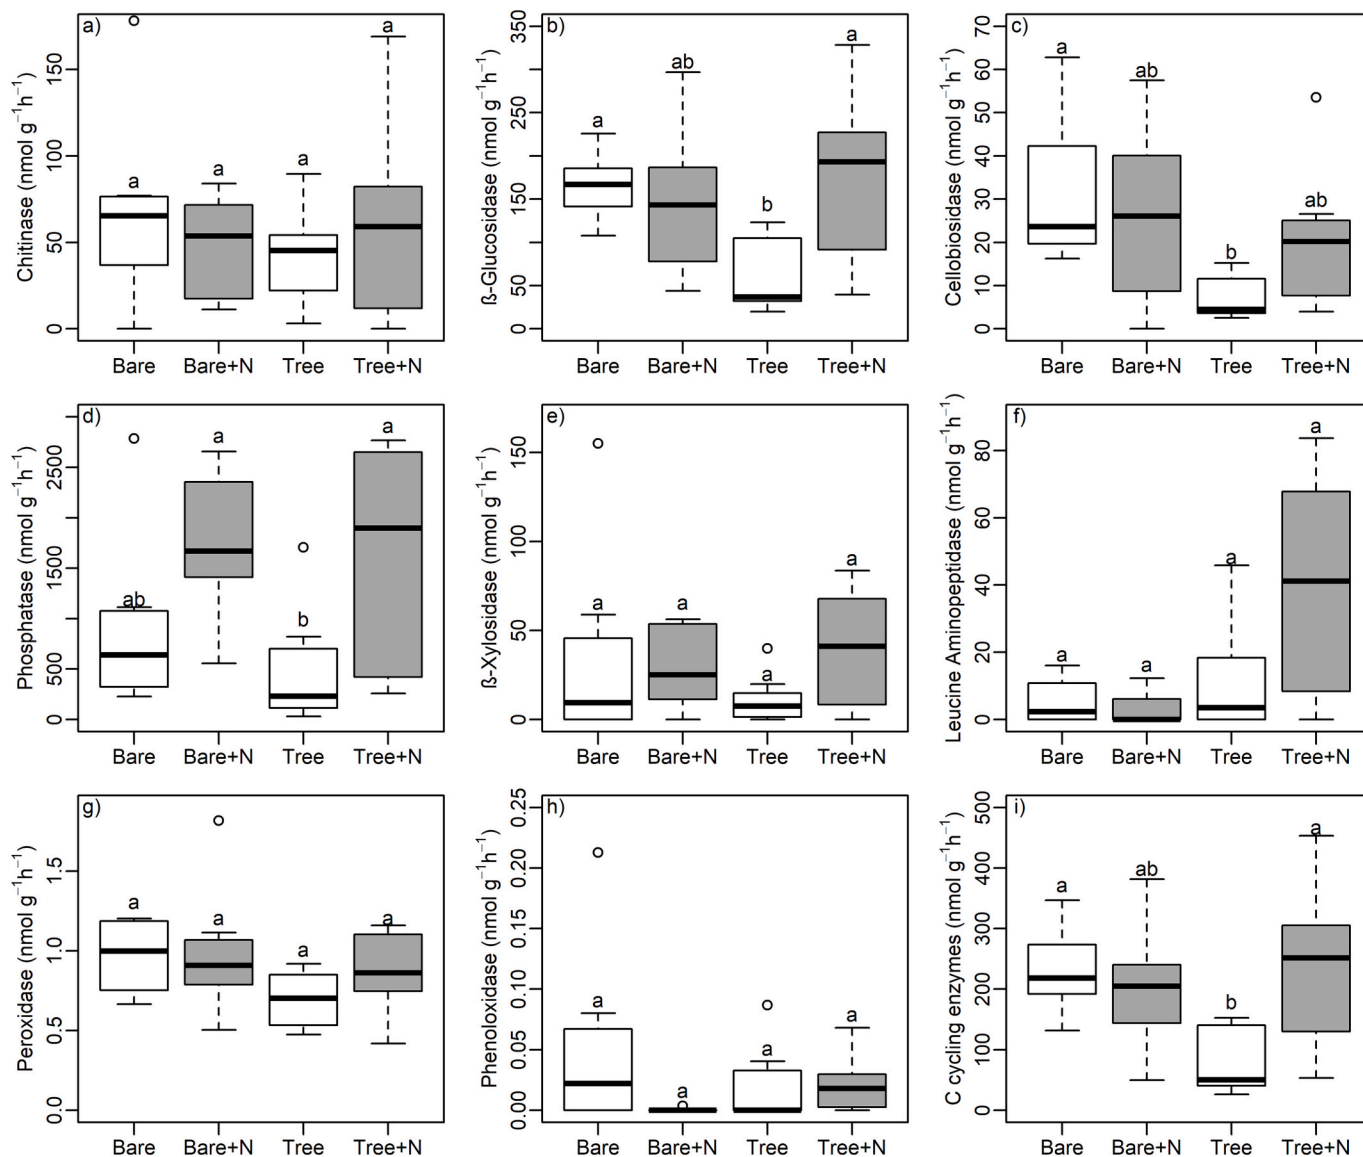 a)
Chitinase (nmol g⁻¹h⁻¹)
0 50 100 150
a a a a
Bare Bare+N Tree Tree+N
b)
ß-Glucosidase (nmol g⁻¹h⁻¹)
0 50 150 250 350
a ab b a
Bare Bare+N Tree Tree+N
c)
Cellobiosidase (nmol g⁻¹h⁻¹)
0 10 20 30 40 50 60 70
a ab b ab
Bare Bare+N Tree Tree+N
d)
Phosphatase (nmol g⁻¹h⁻¹)
0 500 1500 2500
ab a b a
Bare Bare+N Tree Tree+N
e)
ß-Xylosidase (nmol g⁻¹h⁻¹)
0 50 100 150
a a a a
Bare Bare+N Tree Tree+N
f)
Leucine Aminopeptidase (nmol g⁻¹h⁻¹)
0 20 40 60 80
a a a a
Bare Bare+N Tree Tree+N
g)
Peroxidase (nmol g⁻¹h⁻¹)
0.0 0.5 1.0 1.5
a a a a
Bare Bare+N Tree Tree+N
h)
Phenoloxidase (nmol g⁻¹h⁻¹)
0.00 0.05 0.10 0.15 0.20 0.25
a a a a
Bare Bare+N Tree Tree+N
i)
C cycling enzymes (nmol g⁻¹h⁻¹)
0 100 200 300 400 500
a ab b a
Bare Bare+N Tree Tree+N